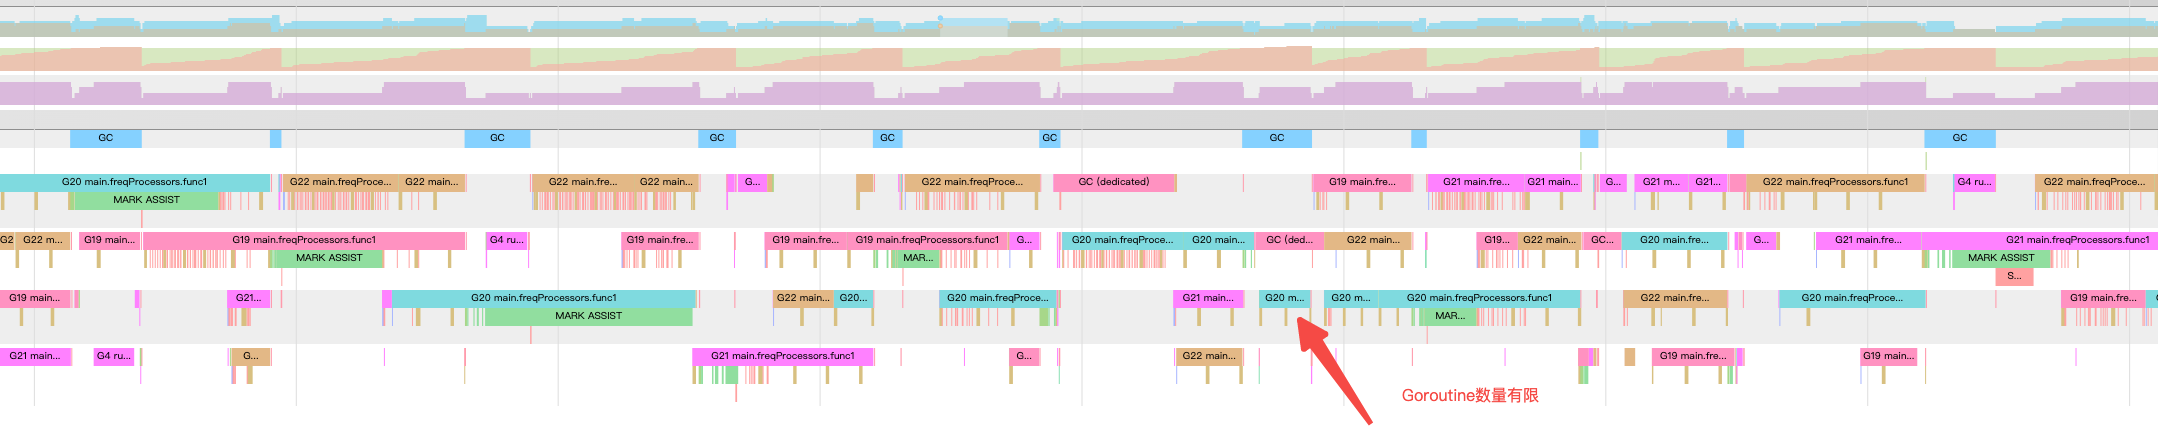 GC GC GC GC GC GC GC
G20 main.freqProcessors.func1 G22 main.freqProce... G22 main... G22 main.fre... G22 main... G... G22 main.freqProce... GC (dedicated) G19 main.fre... G21 main.fre... G21 main... G... G21 m... G21... G22 main.freqProcessors.func1 G4 ru... G22 main.freqProce...
MARK ASSIST
G2 G22 m... G19 main... G19 main.freqProcessors.func1 G4 ru... G19 main.fre... G19 main.fre... G19 main.freqProcessors.func1 G... G20 main.freqProce... G20 main... GC (ded... G22 main... G19... G22 main... GC... G20 main.fre... G... G21 main.fre... G21 main.freqProcessors.func1
MARK ASSIST MAR... MARK ASSIST
S...
G19 main... G21... G20 main.freqProcessors.func1 G22 main... G20... G20 main.freqProce... G21 main... G20 m... G20 m... G20 main.freqProcessors.func1 G22 main.fre... G20 main.freqProce... G19 main.fre...
MARK ASSIST MAR...
G21 main... G4 ru... G... G21 main.freqProcessors.func1 G... G22 main... G19 main.fre... G19 main...
Goroutine数量有限